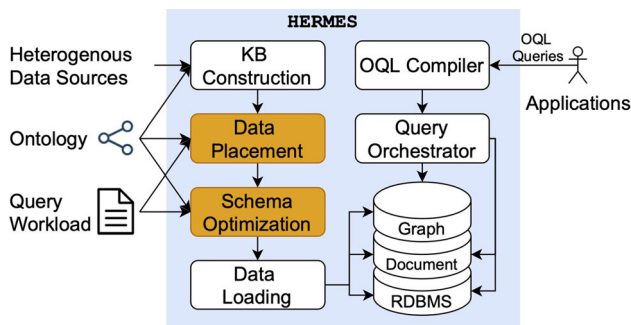 HERMES
Heterogenous
Data Sources
KB
Construction
OQL Compiler
OQL
Queries
Applications
Ontology
Data
Placement
Query
Orchestrator
Query
Workload
Schema
Optimization
Graph
Document
RDBMS
Data
Loading